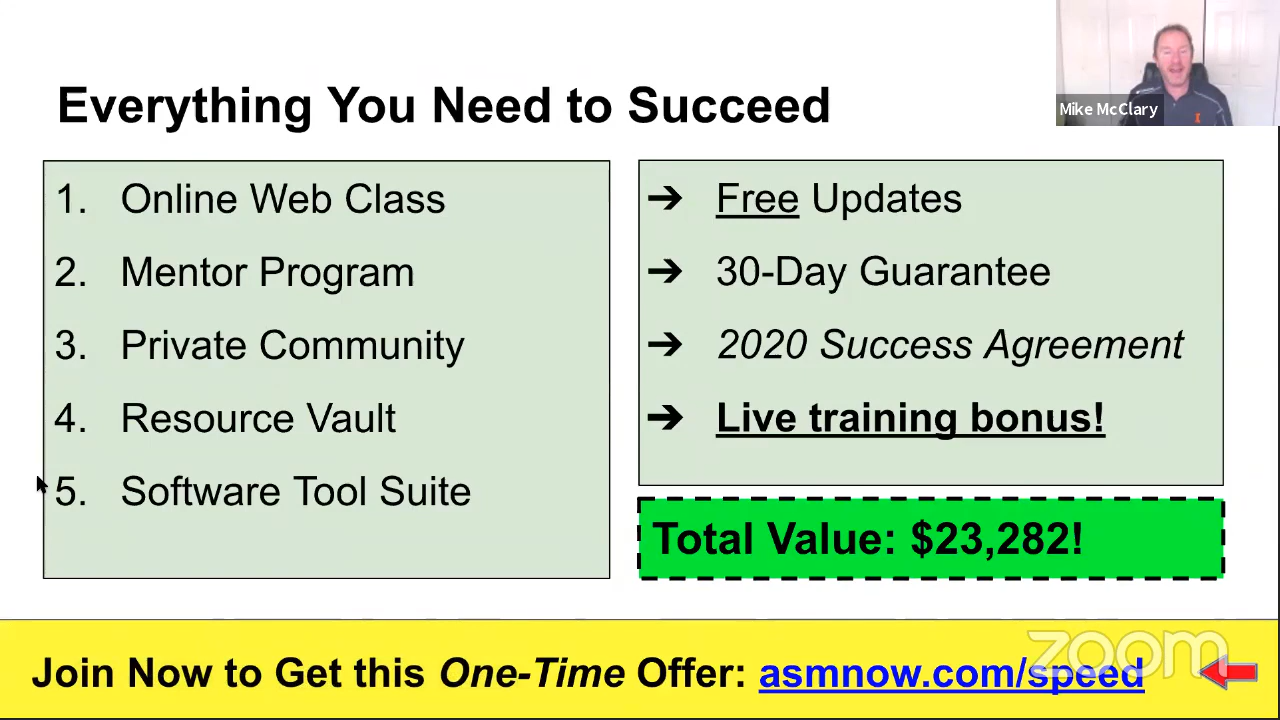 Everything You Need to Succeed
Mike McClary
1. Online Web Class
2. Mentor Program
3. Private Community
4. Resource Vault
5. Software Tool Suite
➔ Free Updates
➔ 30-Day Guarantee
➔ 2020 Success Agreement
➔ Live training bonus!
Total Value: $23,282!
Join Now to Get this One-Time Offer: asmnow.com/speed
zoom